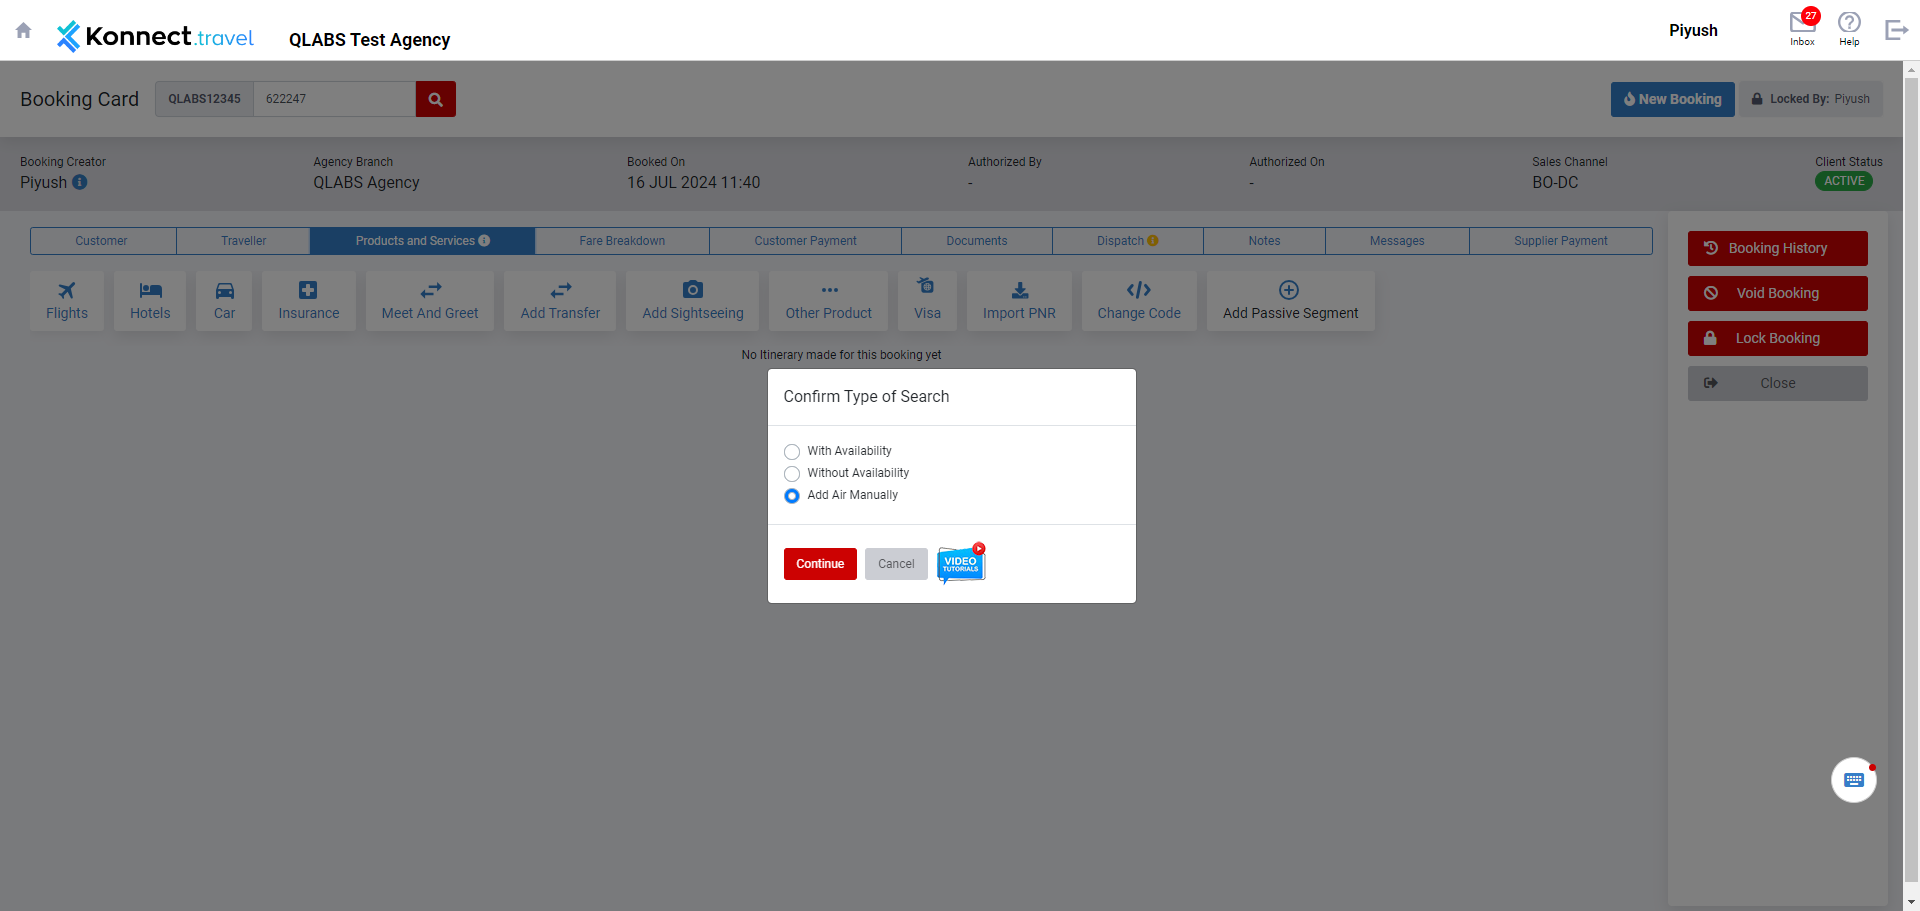 Konnect.travel QLABS Test Agency Piyush 27 Inbox Help
Booking Card QLABS12345 622247 New Booking Locked By: Piyush
Booking Creator Agency Branch Booked On Authorized By Authorized On Sales Channel Client Status
Piyush QLABS Agency 16 JUL 2024 11:40 - - BO-DC ACTIVE
Customer Traveller Products and Services Fare Breakdown Customer Payment Documents Dispatch Notes Messages Supplier Payment
Flights Hotels Car Insurance Meet And Greet Add Transfer Add Sightseeing Other Product Visa Import PNR Change Code Add Passive Segment
No Itinerary made for this booking yet
Booking History
Void Booking
Lock Booking
Close
Confirm Type of Search
With Availability
Without Availability
Add Air Manually
Continue Cancel VIDEO
TUTORIALS